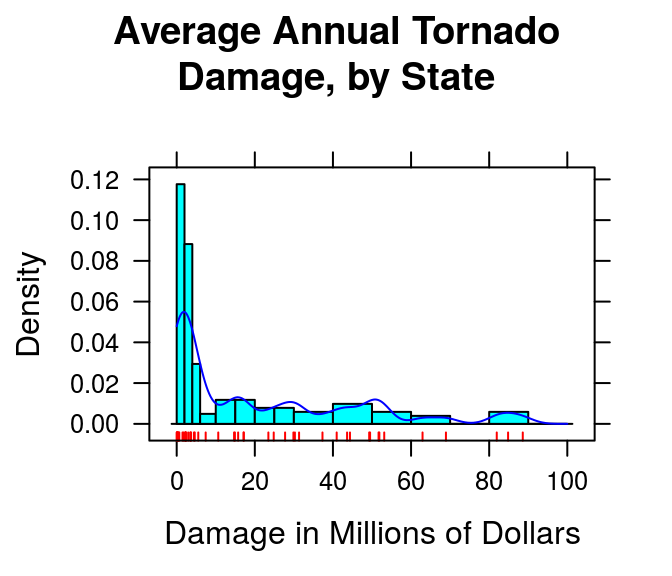 Average Annual Tornado
Damage, by State
Density
0.12
0.10
0.08
0.06
0.04
0.02
0.00
0 20 40 60 80 100
Damage in Millions of Dollars